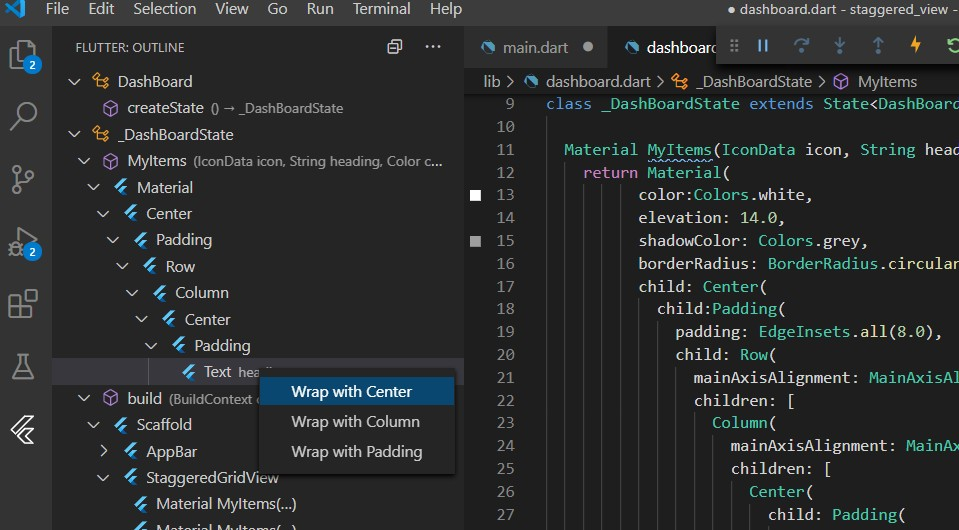 File Edit Selection View Go Run Terminal Help
● dashboard.dart - staggered_view -
FLUTTER: OUTLINE
···
main.dart ●
dashboard
DashBoard
createState () → _DashBoardState
_DashBoardState
MyItems (IconData icon, String heading, Color c...
Material
Center
Padding
Row
Column
Center
Padding
Text
build (BuildContext
Scaffold
AppBar
StaggeredGridView
Material MyItems(...)
Material MyItems(...)
2
2
Wrap with Center
Wrap with Column
Wrap with Padding
lib > dashboard.dart > _DashBoardState > MyItems
9 class _DashBoardState extends State<DashBoard
10
11 Material MyItems(IconData icon, String head
12 return Material(
13 color:Colors.white,
14 elevation: 14.0,
15 shadowColor: Colors.grey,
16 borderRadius: BorderRadius.circular
17 child: Center(
18 child:Padding(
19 padding: EdgeInsets.all(8.0),
20 child: Row(
21 mainAxisAlignment: MainAxisAl
22 children: [
23 Column(
24 mainAxisAlignment: MainAx
25 children: [
26 Center(
27 child: Padding(